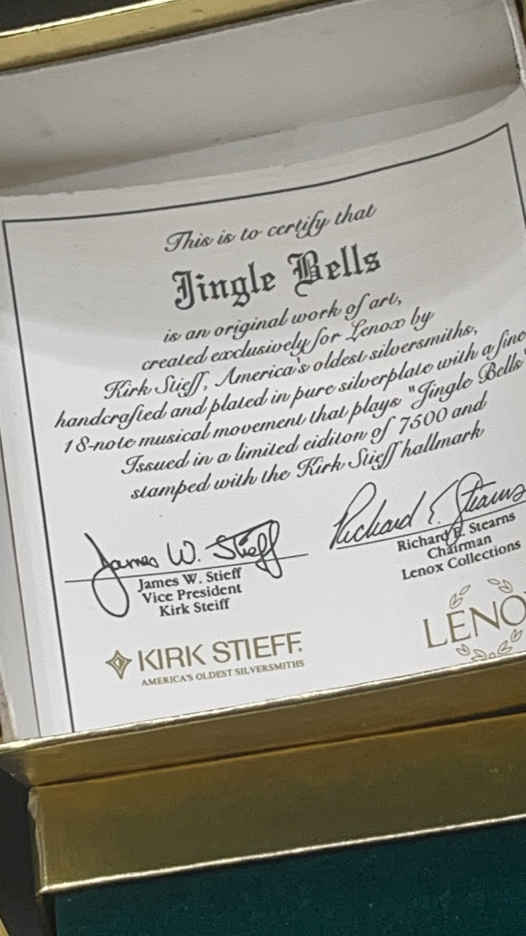 This is to certify that
Jingle Bells
is an original work of art,
created exclusively for Lenox by
Kirk Stieff, America's oldest silversmiths,
handcrafted and plated in pure silverplate with a fine
18-note musical movement that plays "Jingle Bells"
Issued in a limited eiditon of 7500 and
stamped with the Kirk Stieff hallmark
James W. Stieff
Richard E. Stearns
James W. Stieff
Vice President
Kirk Steiff
Richard E. Stearns
Chairman
Lenox Collections
KIRK STIEFF
AMERICA'S OLDEST SILVERSMITHS
LENO